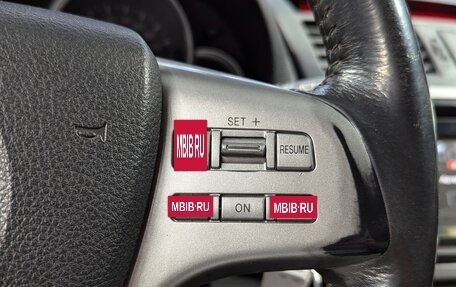 SET +
MBIB RU
RESUME
MBIB·RU
ON
MBIB·RU